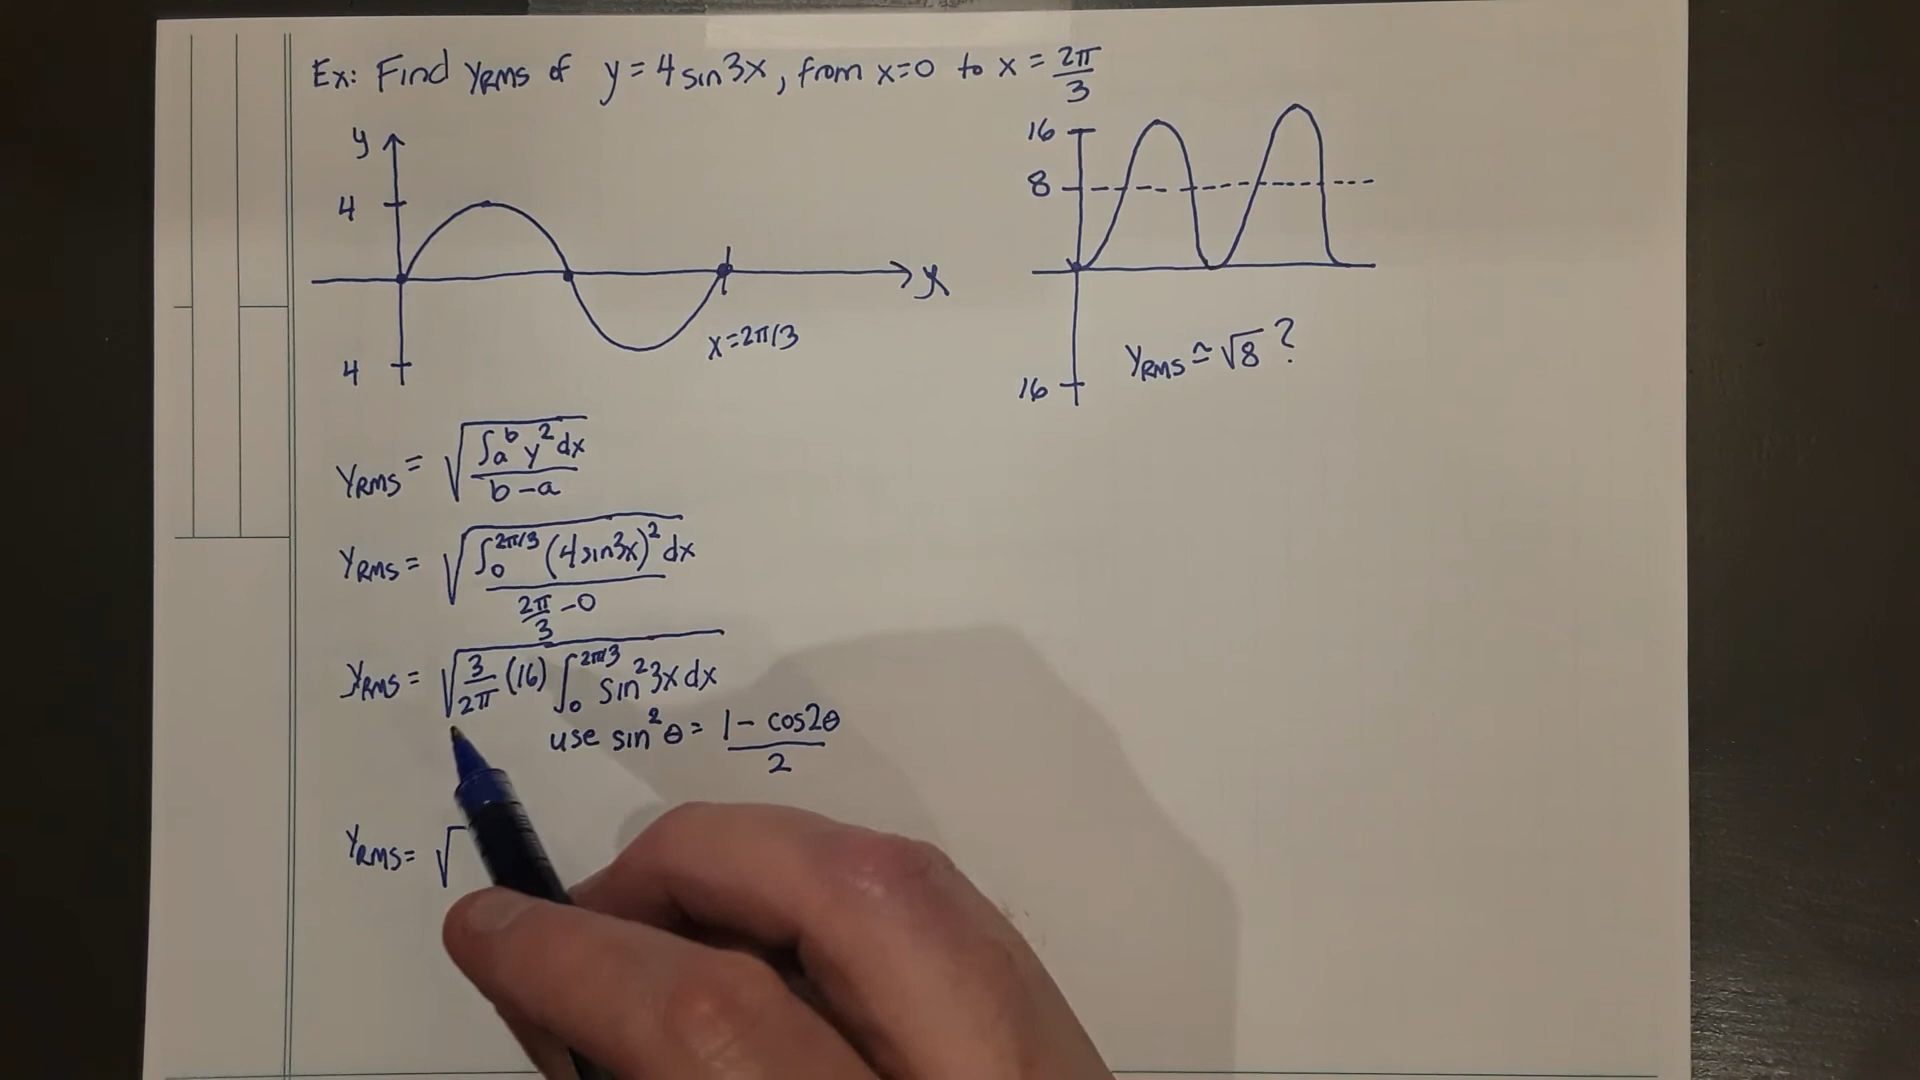 Ex: Find yRMS of y = 4 sin 3x, from x=0 to x = 2π/3
y
4
4
x
x=2π/3
16
8
16
yRMS ≃ √8 ?
yRMS = √(∫ₐᵇ y² dx / (b-a))
yRMS = √(∫₀^(2π/3) (4 sin 3x)² dx / (2π/3 - 0))
yRMS = √(3/2π (16) ∫₀^(2π/3) sin² 3x dx)
use sin²θ = (1 - cos2θ)/2
yRMS = √